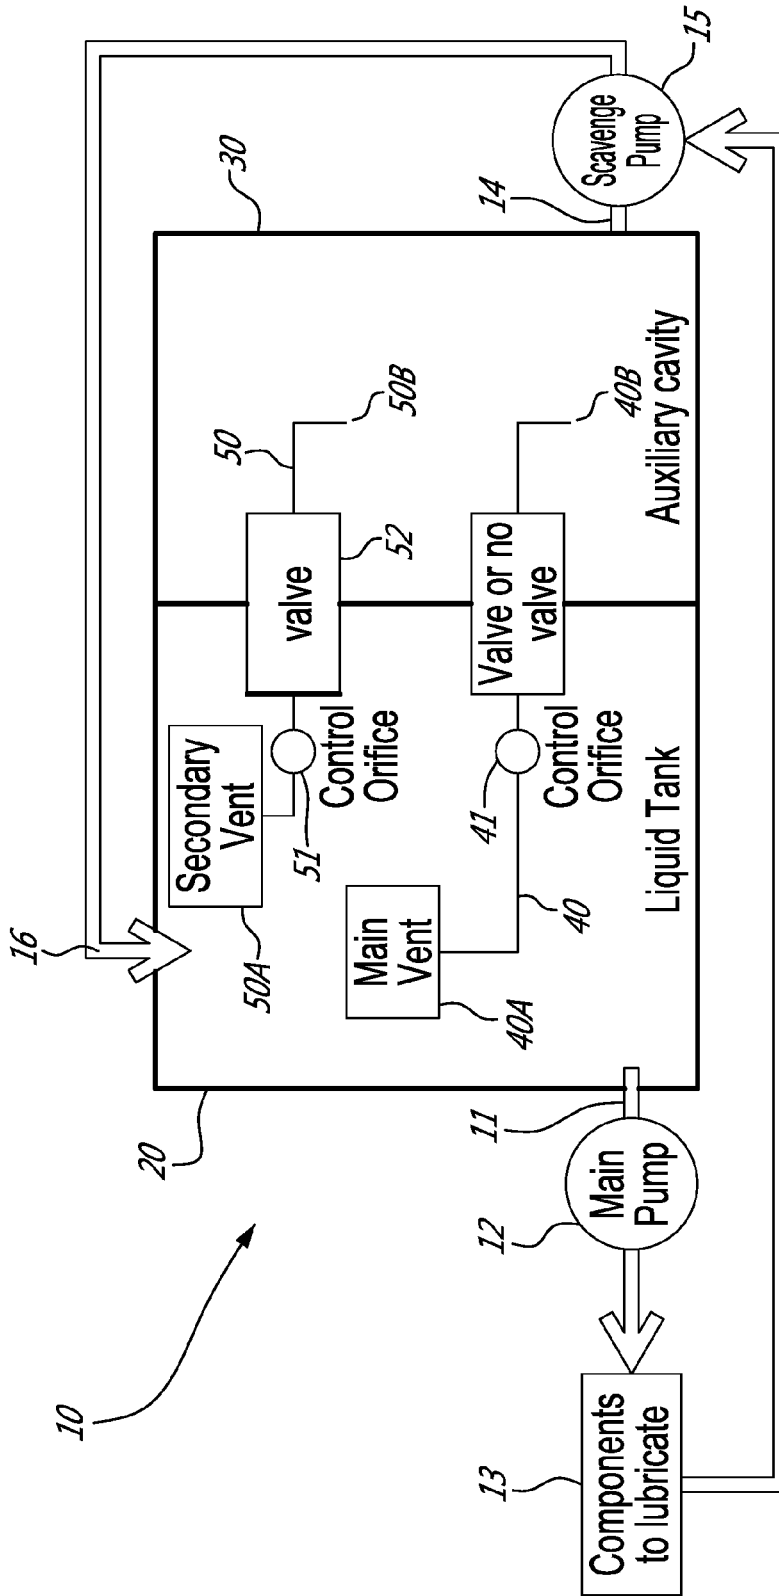 16
50A
Secondary
Vent
51
Control
Orifice
valve
52
50
50B
30
20
Main
Vent
40A
40
41
Control
Orifice
Valve or no
valve
40B
14
Scavenge
Pump
15
Liquid Tank
Auxiliary cavity
10
11
12
Main
Pump
13
Components
to lubricate